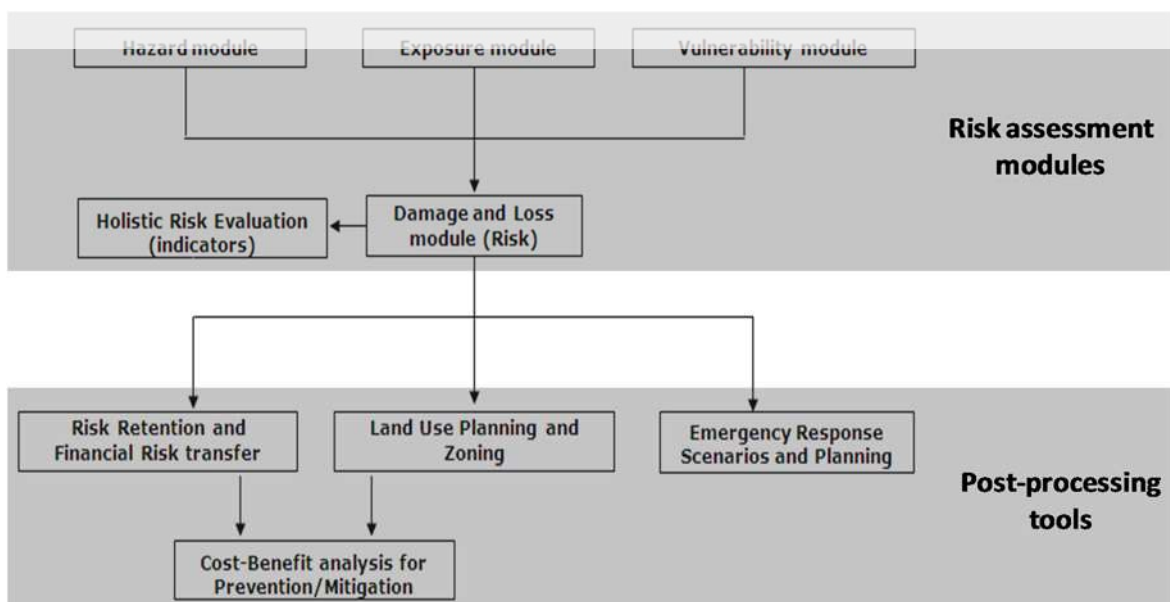 Hazard module
Exposure module
Vulnerability module
Risk assessment
modules
Holistic Risk Evaluation
(indicators)
Damage and Loss
module (Risk)
Risk Retention and
Financial Risk transfer
Land Use Planning and
Zoning
Emergency Response
Scenarios and Planning
Post-processing
tools
Cost-Benefit analysis for
Prevention/Mitigation